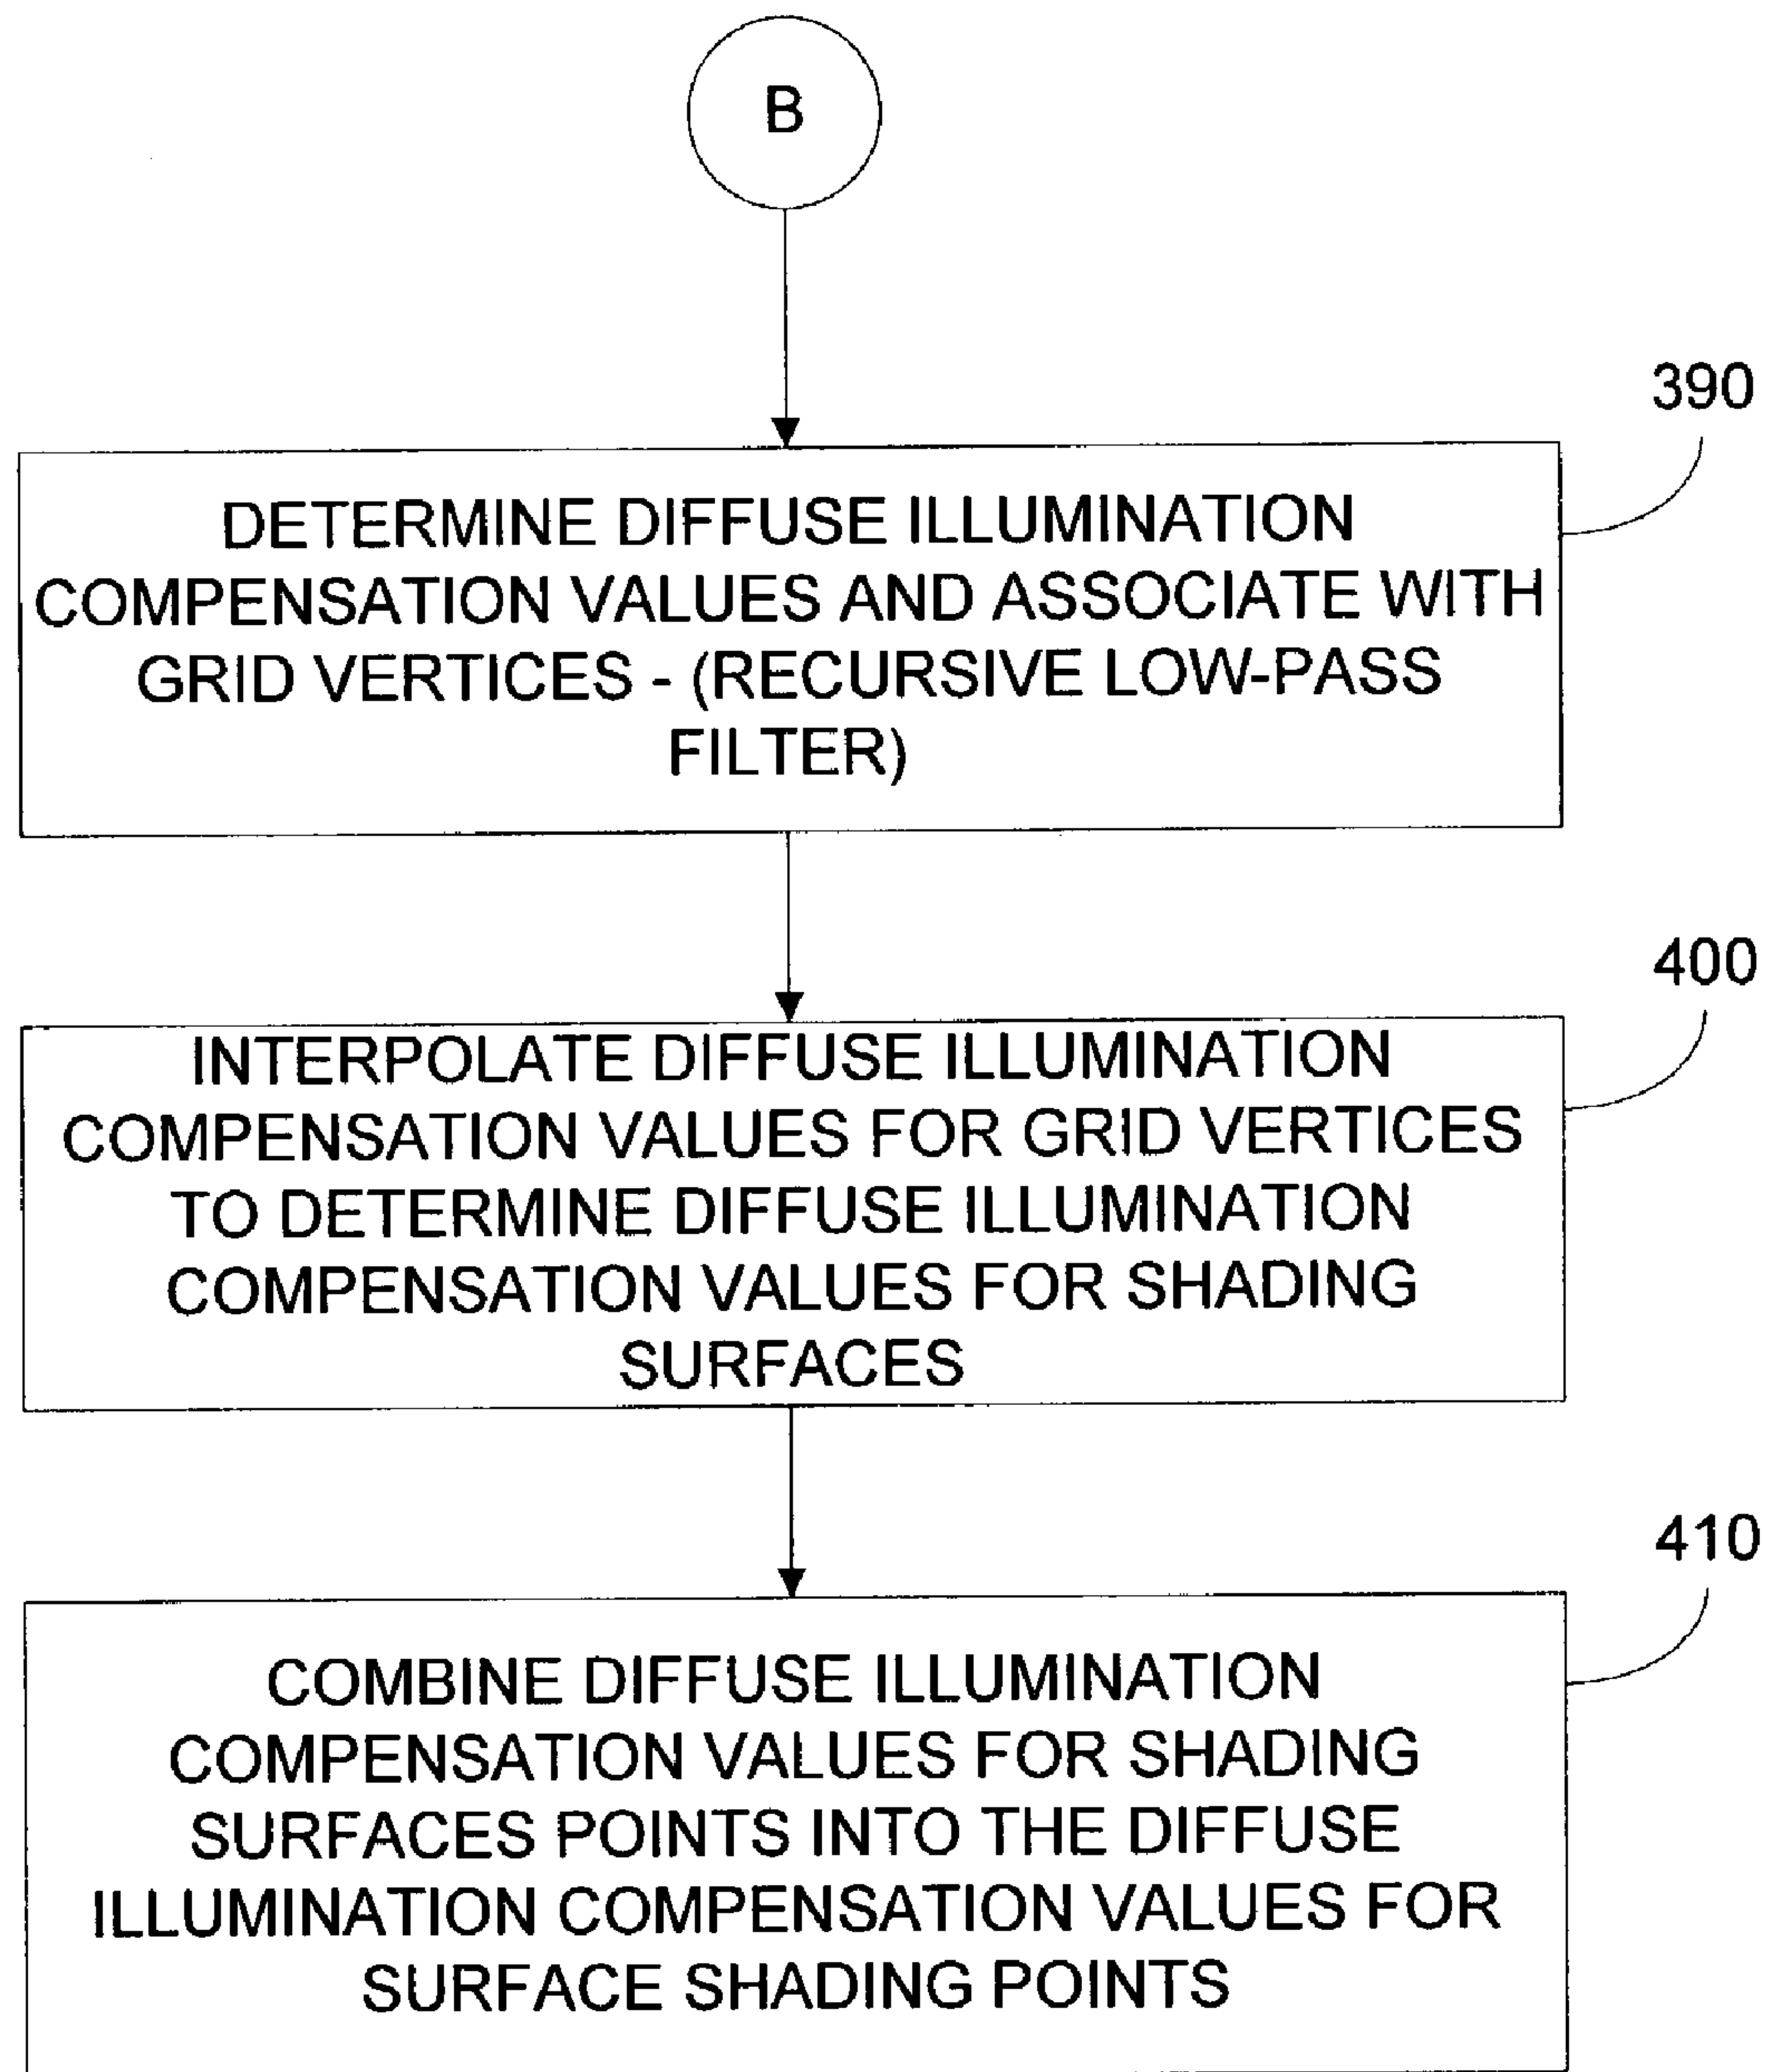 B
390
DETERMINE DIFFUSE ILLUMINATION
COMPENSATION VALUES AND ASSOCIATE WITH
GRID VERTICES - (RECURSIVE LOW-PASS
FILTER)
400
INTERPOLATE DIFFUSE ILLUMINATION
COMPENSATION VALUES FOR GRID VERTICES
TO DETERMINE DIFFUSE ILLUMINATION
COMPENSATION VALUES FOR SHADING
SURFACES
410
COMBINE DIFFUSE ILLUMINATION
COMPENSATION VALUES FOR SHADING
SURFACES POINTS INTO THE DIFFUSE
ILLUMINATION COMPENSATION VALUES FOR
SURFACE SHADING POINTS